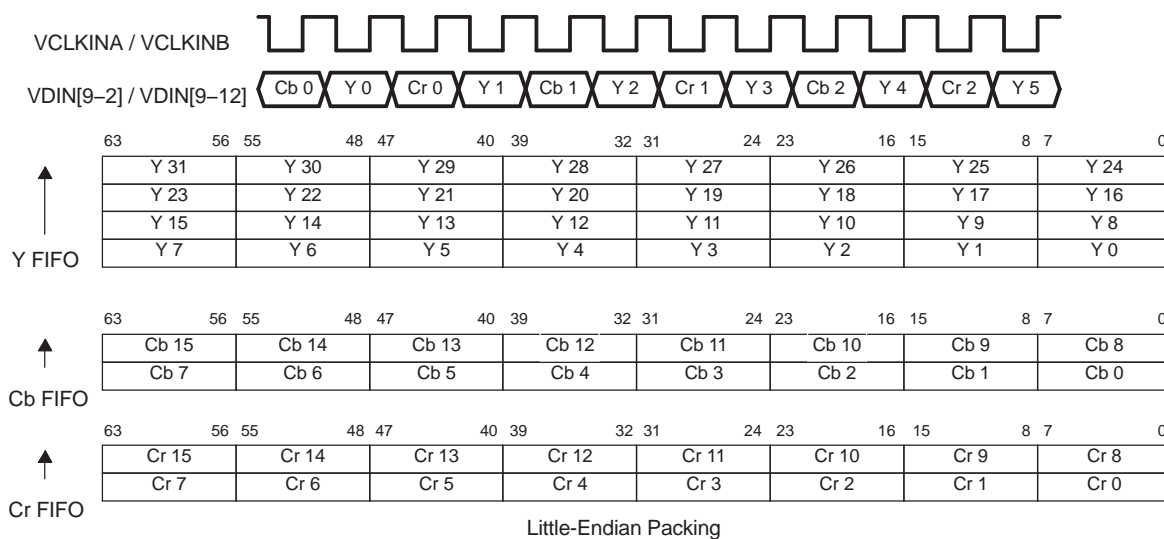 VCLKINA / VCLKINB
VDIN[9–2] / VDIN[9–12] Cb 0 Y 0 Cr 0 Y 1 Cb 1 Y 2 Cr 1 Y 3 Cb 2 Y 4 Cr 2 Y 5
63 56 55 48 47 40 39 32 31 24 23 16 15 8 7 0
Y 31 Y 30 Y 29 Y 28 Y 27 Y 26 Y 25 Y 24
Y 23 Y 22 Y 21 Y 20 Y 19 Y 18 Y 17 Y 16
Y 15 Y 14 Y 13 Y 12 Y 11 Y 10 Y 9 Y 8
Y FIFO Y 7 Y 6 Y 5 Y 4 Y 3 Y 2 Y 1 Y 0
63 56 55 48 47 40 39 32 31 24 23 16 15 8 7 0
Cb 15 Cb 14 Cb 13 Cb 12 Cb 11 Cb 10 Cb 9 Cb 8
Cb 7 Cb 6 Cb 5 Cb 4 Cb 3 Cb 2 Cb 1 Cb 0
Cb FIFO
63 56 55 48 47 40 39 32 31 24 23 16 15 8 7 0
Cr 15 Cr 14 Cr 13 Cr 12 Cr 11 Cr 10 Cr 9 Cr 8
Cr 7 Cr 6 Cr 5 Cr 4 Cr 3 Cr 2 Cr 1 Cr 0
Cr FIFO
Little-Endian Packing